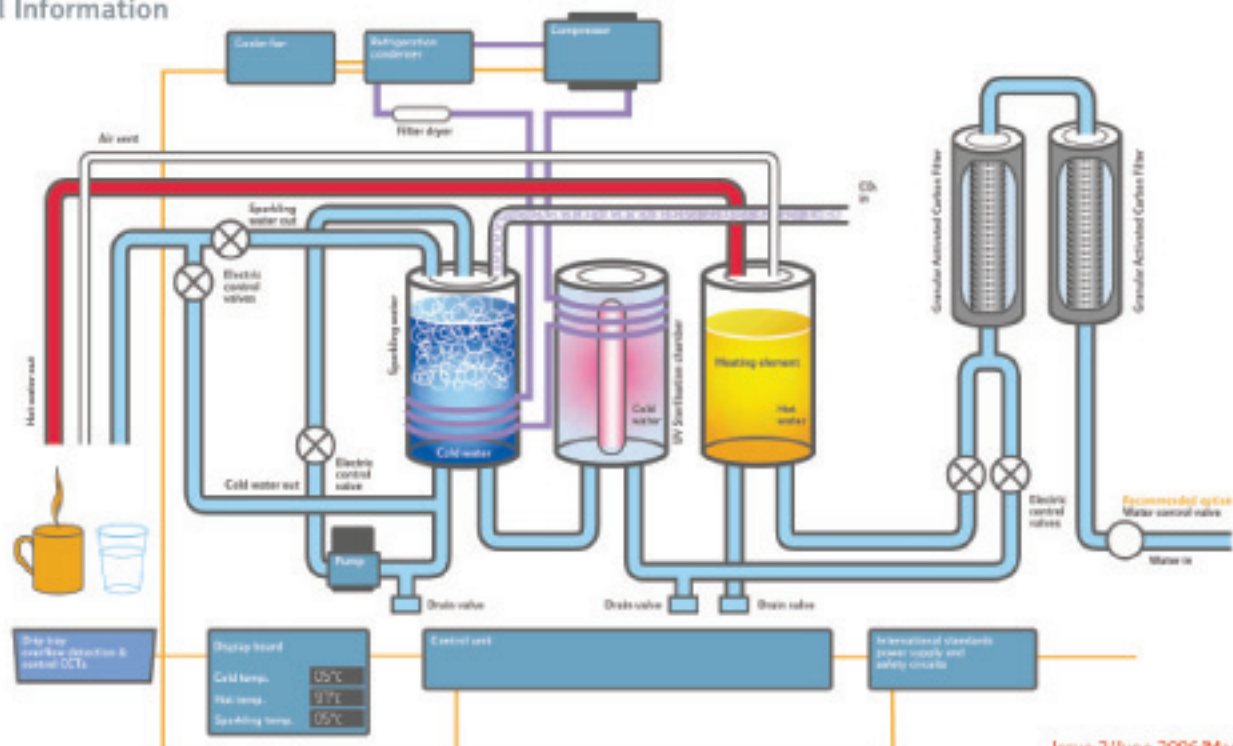 Information
Cooler fan
Refrigeration
condenser
Compressor
Filter dryer
Air vent
CO₂
Sparkling
water out
Electric
control
valves
Hot water out
Sparkling water
Cold water
Cold
water
UV Sterilisation chamber
Heating element
Hot
water
Granular Activated Carbon Filter
Granular Activated Carbon Filter
Electric
control
valve
Cold water out
Pump
Drain valve
Drain valve
Drain valve
Electric
control
valves
Recommended option
Water control valve
Water in
Drip tray
overflow detection &
control CCTs
Display board
Cold temp. 05°C
Hot temp. 97°C
Sparkling temp. 05°C
Control unit
International standards
power supply and
safety circuits